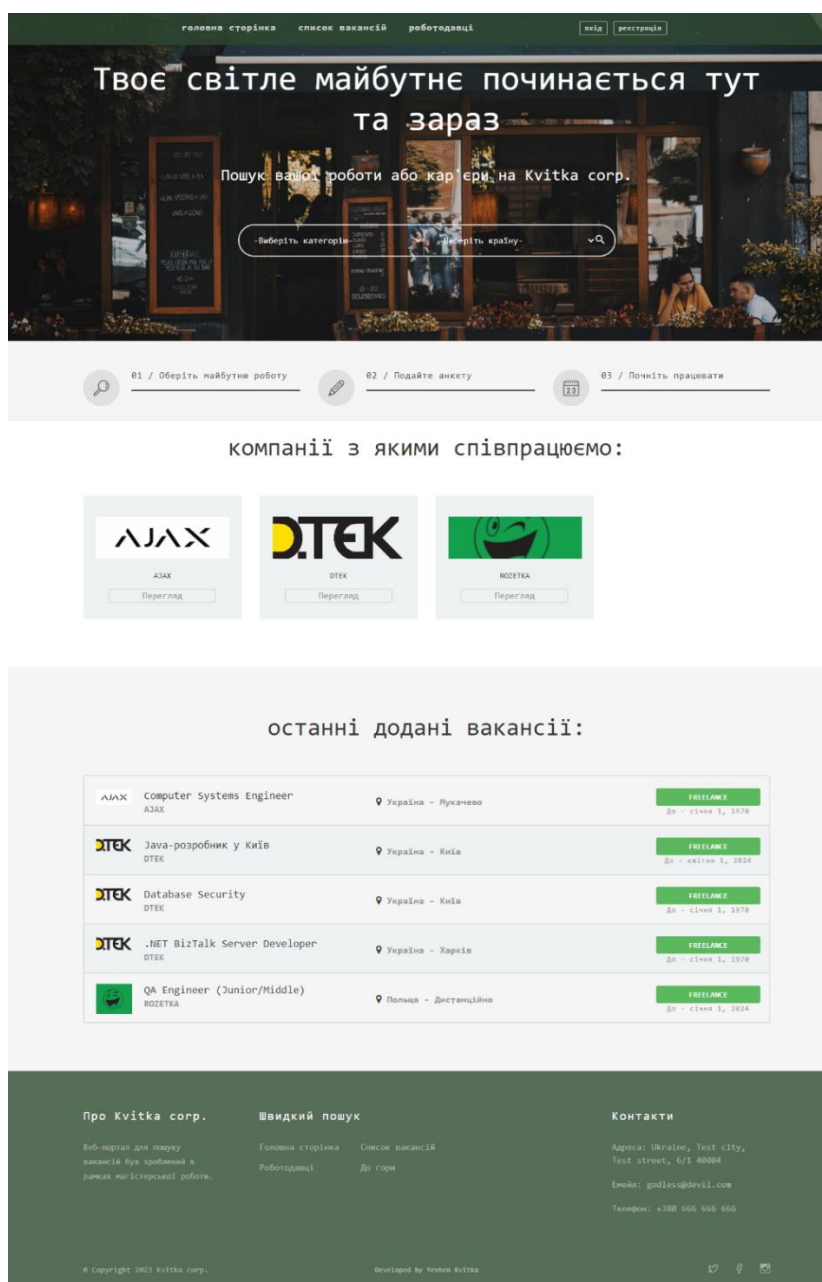 головна сторінка список вакансій роботодавці вхід реєстрація
Твоє світле майбутнє починається тут
та зараз
Пошук вашої роботи або кар'єри на Kvitka corp.
-Виберіть категорію- -Виберіть країну-
01 / Оберіть майбутню роботу 02 / Подайте анкету 03 / Почніть працювати
23
компанії з якими співпрацюємо:
AJAX D.TEK
AJAX DTEK ROZETKA
Перегляд Перегляд Перегляд
останні додані вакансії:
AJAX Computer Systems Engineer Україна - Мукачево FREELANCE
AJAX До - січня 1, 1970
D.TEK Java-розробник у Київ Україна - Київ FREELANCE
DTEK До - квітня 1, 2024
D.TEK Database Security Україна - Київ FREELANCE
DTEK До - січня 1, 1970
D.TEK .NET BizTalk Server Developer Україна - Харків FREELANCE
DTEK До - січня 1, 1970
QA Engineer (Junior/Middle) Польща - Дистанційно FREELANCE
ROZETKA До - січня 1, 2024
Про Kvitka corp. Швидкий пошук Контакти
Веб-портал для пошуку Головна сторінка Список вакансій Адреса: Ukraine, Test city,
вакансій був зроблений в Роботодавці До гори Test street, 6/1 40004
рамках магістерської роботи.
Емейл: godless@devil.com
Телефон: +380 666 666 666
© Copyright 2023 Kvitka corp. Developed by Yevhen Kvitka